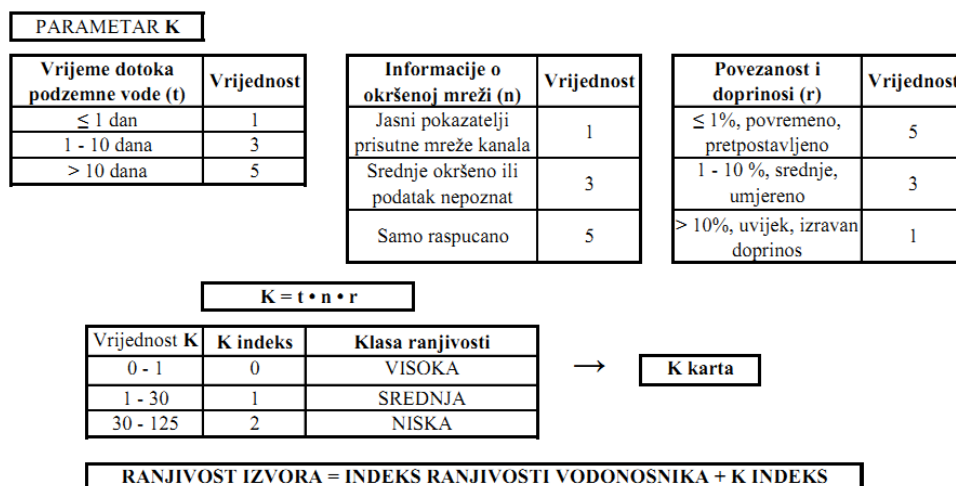 PARAMETAR K
Vrijeme dotoka
podzemne vode (t)
Vrijednost
≤ 1 dan
1
1 - 10 dana
3
> 10 dana
5
Informacije o
okršenoj mreži (n)
Vrijednost
Jasni pokazatelji
prisutne mreže kanala
1
Srednje okršeno ili
podatak nepoznat
3
Samo raspucano
5
Povezanost i
doprinosi (r)
Vrijednost
≤ 1%, povremeno,
pretpostavljeno
5
1 - 10 %, srednje,
umjereno
3
> 10%, uvijek, izravan
doprinos
1
K = t • n • r
Vrijednost K
K indeks
Klasa ranjivosti
0 - 1
0
VISOKA
1 - 30
1
SREDNJA
30 - 125
2
NISKA
→
K karta
RANJIVOST IZVORA = INDEKS RANJIVOSTI VODONOSNIKA + K INDEKS